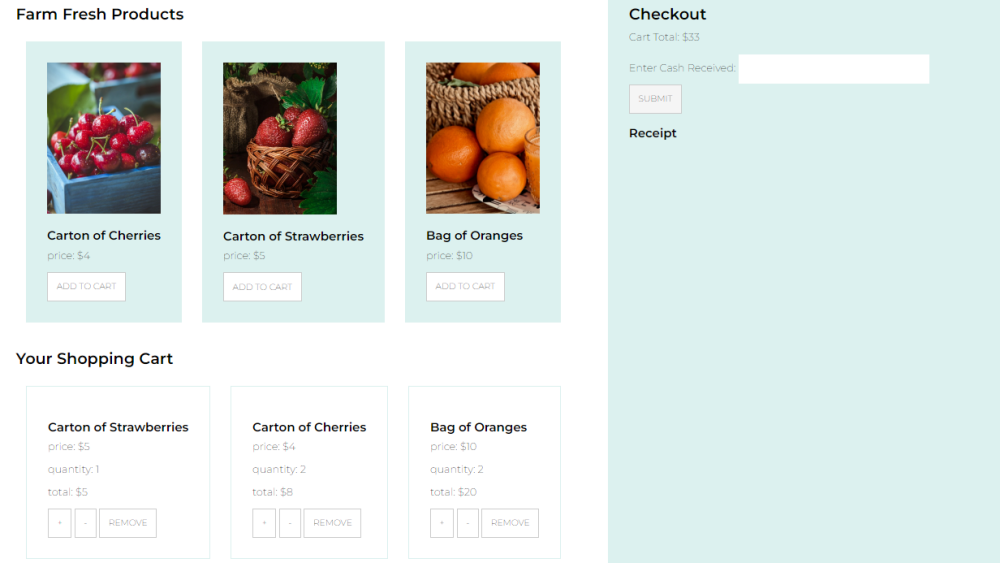 Farm Fresh Products
Carton of Cherries
price: $4
ADD TO CART
Carton of Strawberries
price: $5
ADD TO CART
Bag of Oranges
price: $10
ADD TO CART
Your Shopping Cart
Carton of Strawberries
price: $5
quantity: 1
total: $5
+ - REMOVE
Carton of Cherries
price: $4
quantity: 2
total: $8
+ - REMOVE
Bag of Oranges
price: $10
quantity: 2
total: $20
+ - REMOVE
Checkout
Cart Total: $33
Enter Cash Received:
SUBMIT
Receipt